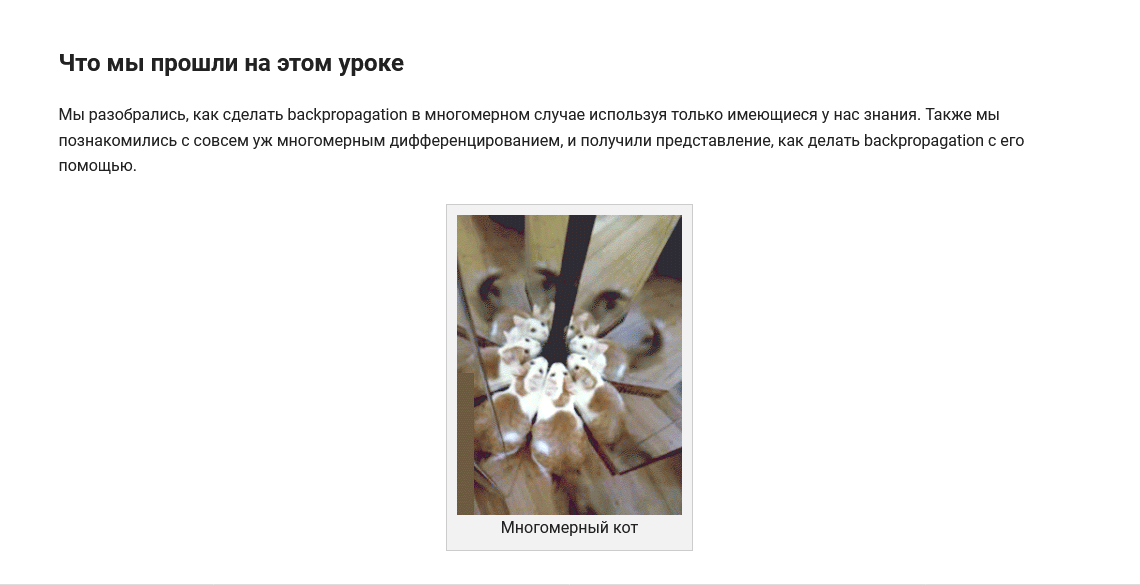 Что мы прошли на этом уроке
Мы разобрались, как сделать backpropagation в многомерном случае используя только имеющиеся у нас знания. Также мы
познакомились с совсем уж многомерным дифференцированием, и получили представление, как делать backpropagation с его
помощью.
Многомерный кот